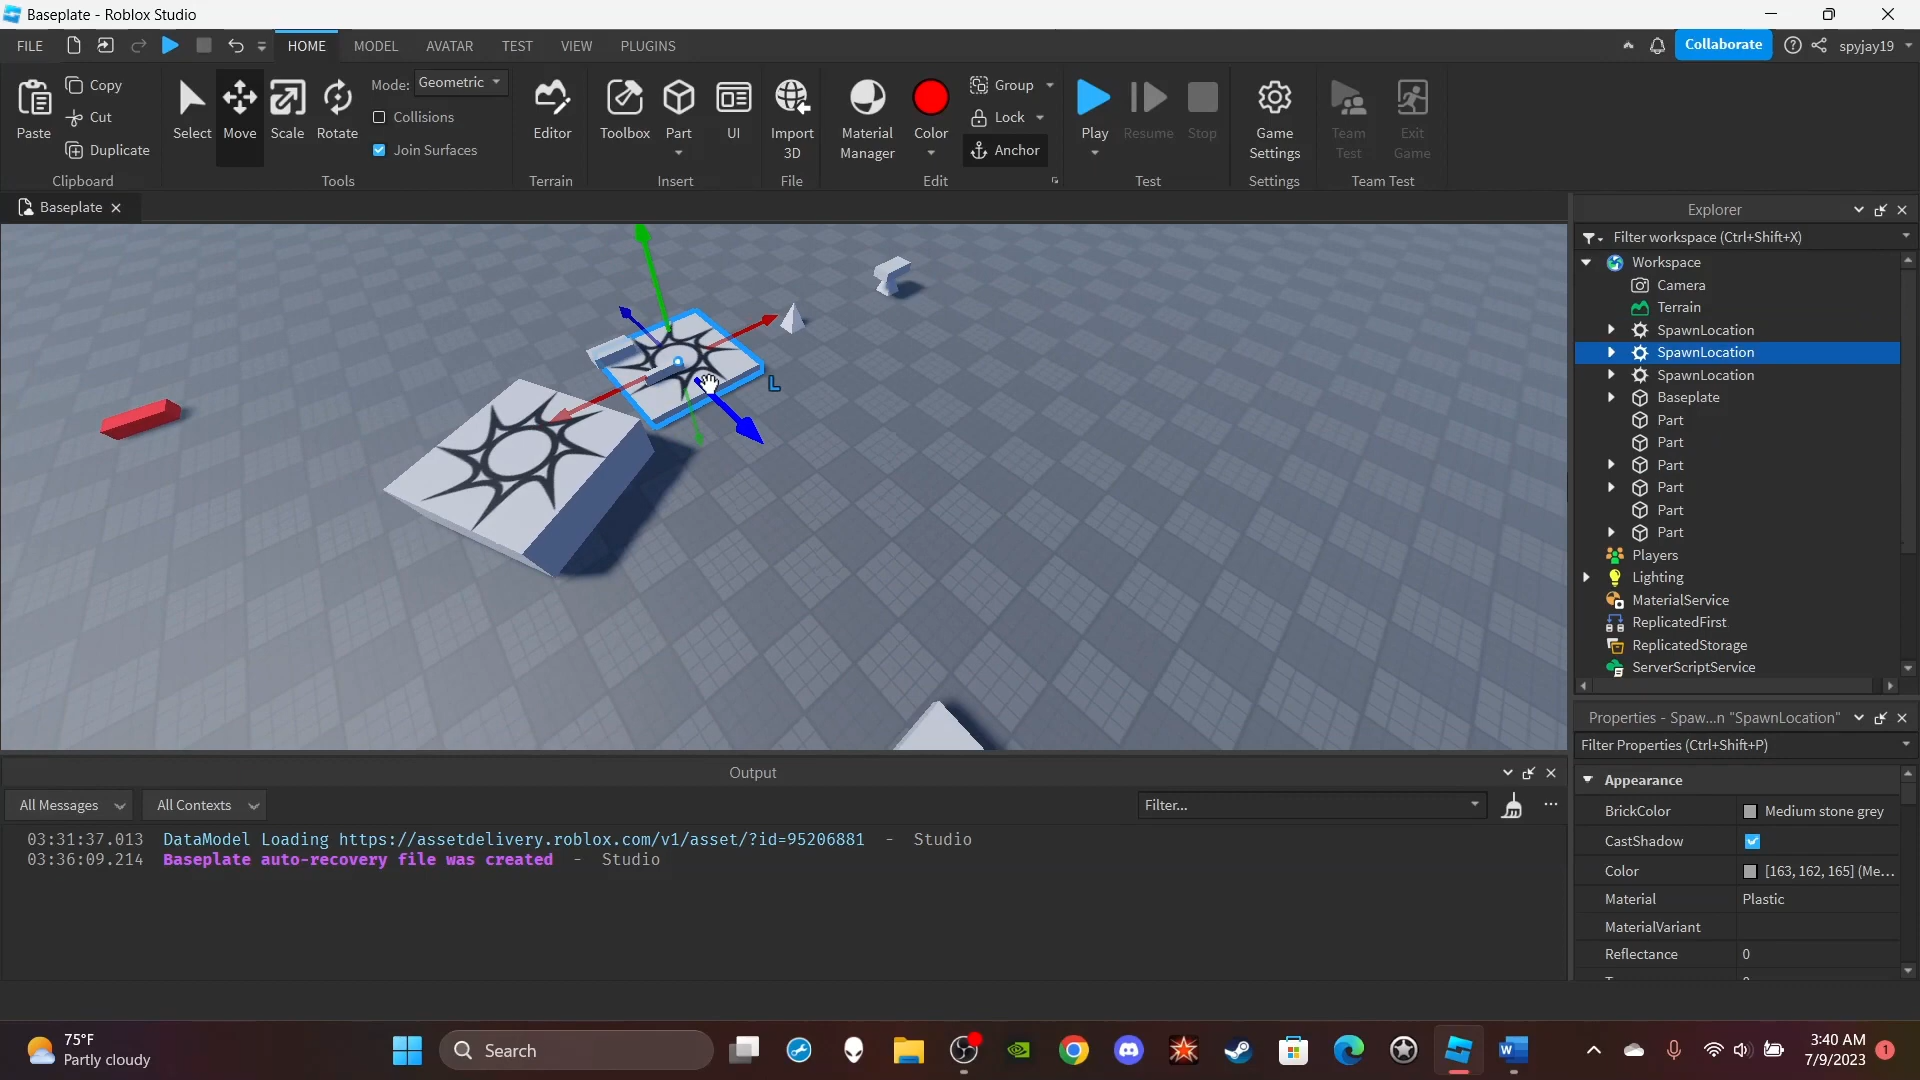 Baseplate - Roblox Studio
FILE HOME MODEL AVATAR TEST VIEW PLUGINS Collaborate spyjay19
Paste Copy Cut Duplicate Clipboard
Select Move Scale Rotate Mode: Geometric Collisions Join Surfaces Tools
Editor Terrain
Toolbox Part UI Insert
Import 3D File
Material Manager Color Group Lock Anchor Edit
Play Resume Stop Test
Game Settings Settings
Team Test Exit Game Team Test
Baseplate
L
Explorer
Filter workspace (Ctrl+Shift+X)
Workspace
Camera
Terrain
SpawnLocation
SpawnLocation
SpawnLocation
Baseplate
Part
Part
Part
Part
Part
Part
Players
Lighting
MaterialService
ReplicatedFirst
ReplicatedStorage
ServerScriptService
Properties - Spaw...n "SpawnLocation"
Filter Properties (Ctrl+Shift+P)
Appearance
BrickColor Medium stone grey
CastShadow
Color [163, 162, 165] (Me...
Material Plastic
MaterialVariant
Reflectance 0
Output
All Messages All Contexts Filter...
03:31:37.013 DataModel Loading https://assetdelivery.roblox.com/v1/asset/?id=95206881 - Studio
03:36:09.214 Baseplate auto-recovery file was created - Studio
75°F
Partly cloudy
Search
3:40 AM
7/9/2023
1